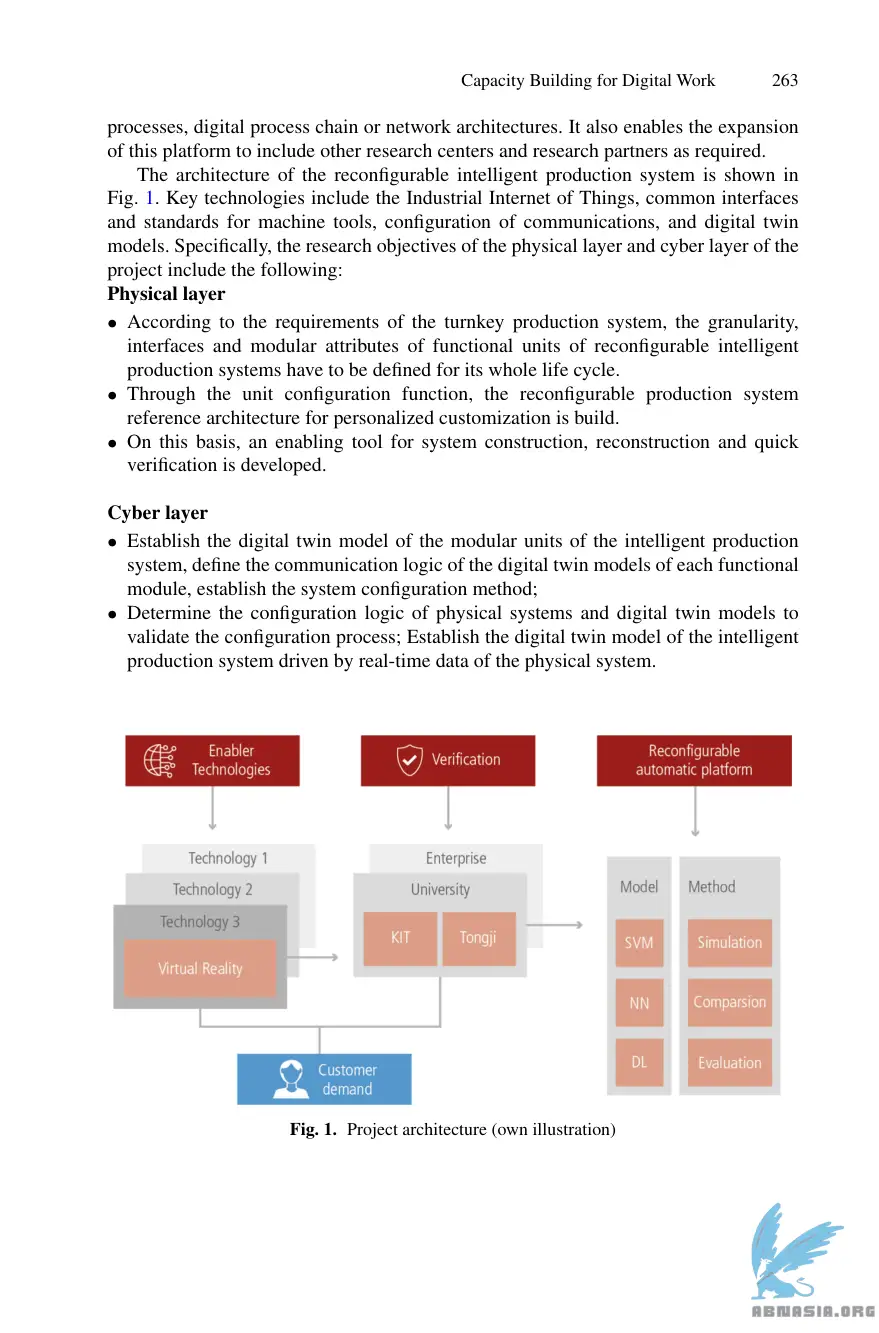 Capacity Building for Digital Work 263
processes, digital process chain or network architectures. It also enables the expansion
of this platform to include other research centers and research partners as required.
The architecture of the reconfigurable intelligent production system is shown in
Fig. 1. Key technologies include the Industrial Internet of Things, common interfaces
and standards for machine tools, configuration of communications, and digital twin
models. Specifically, the research objectives of the physical layer and cyber layer of the
project include the following:
Physical layer
• According to the requirements of the turnkey production system, the granularity,
interfaces and modular attributes of functional units of reconfigurable intelligent
production systems have to be defined for its whole life cycle.
• Through the unit configuration function, the reconfigurable production system
reference architecture for personalized customization is build.
• On this basis, an enabling tool for system construction, reconstruction and quick
verification is developed.
Cyber layer
• Establish the digital twin model of the modular units of the intelligent production
system, define the communication logic of the digital twin models of each functional
module, establish the system configuration method;
• Determine the configuration logic of physical systems and digital twin models to
validate the configuration process; Establish the digital twin model of the intelligent
production system driven by real-time data of the physical system.
Enabler
Technologies
Verification
Reconfigurable
automatic platform
Technology 1
Technology 2
Technology 3
Virtual Reality
Enterprise
University
KIT
Tongji
Model
SVM
NN
DL
Method
Simulation
Comparsion
Evaluation
Customer
demand
Fig. 1. Project architecture (own illustration)
ABNASIA.ORG